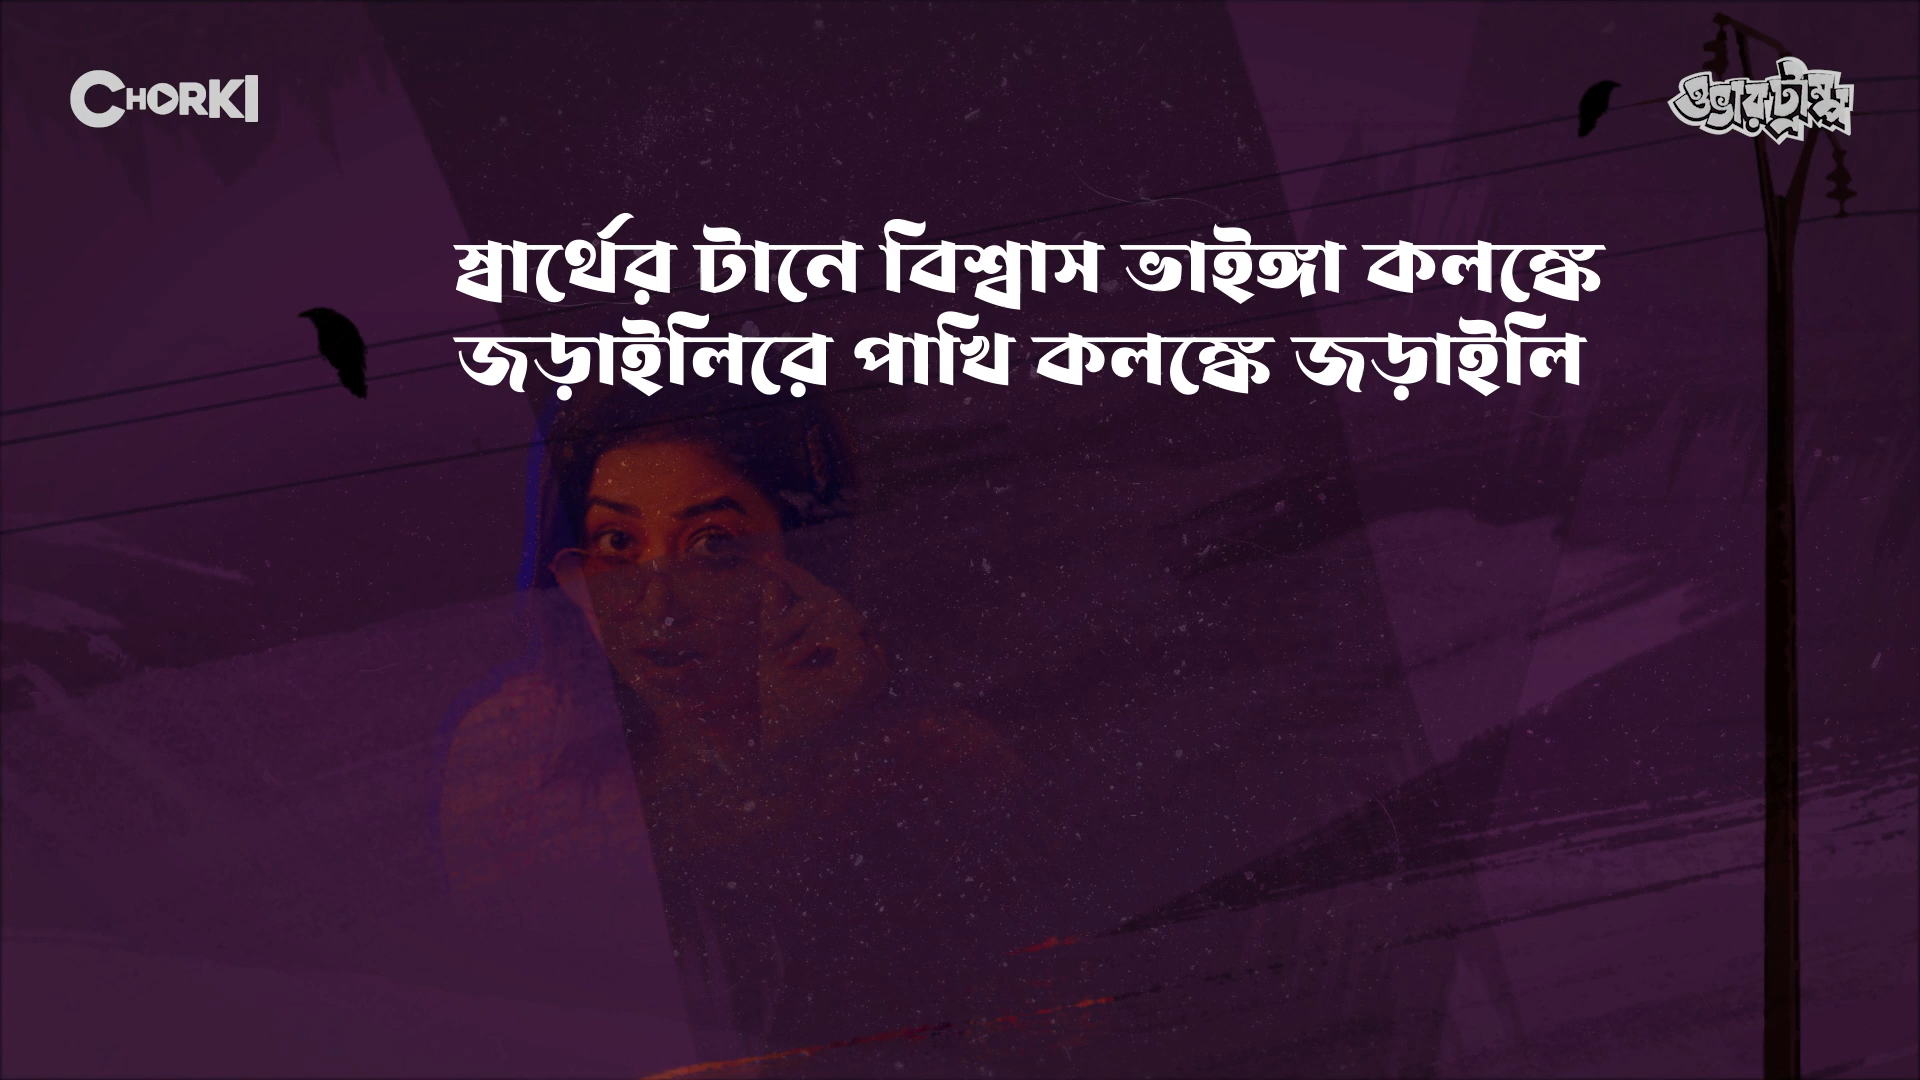 CHORKI
ওভারট্রাম্প
স্বার্থের টানে বিশ্বাস ভাইঙ্গা কলঙ্কে
জড়াইলিরে পাখি কলঙ্কে জড়াইলি